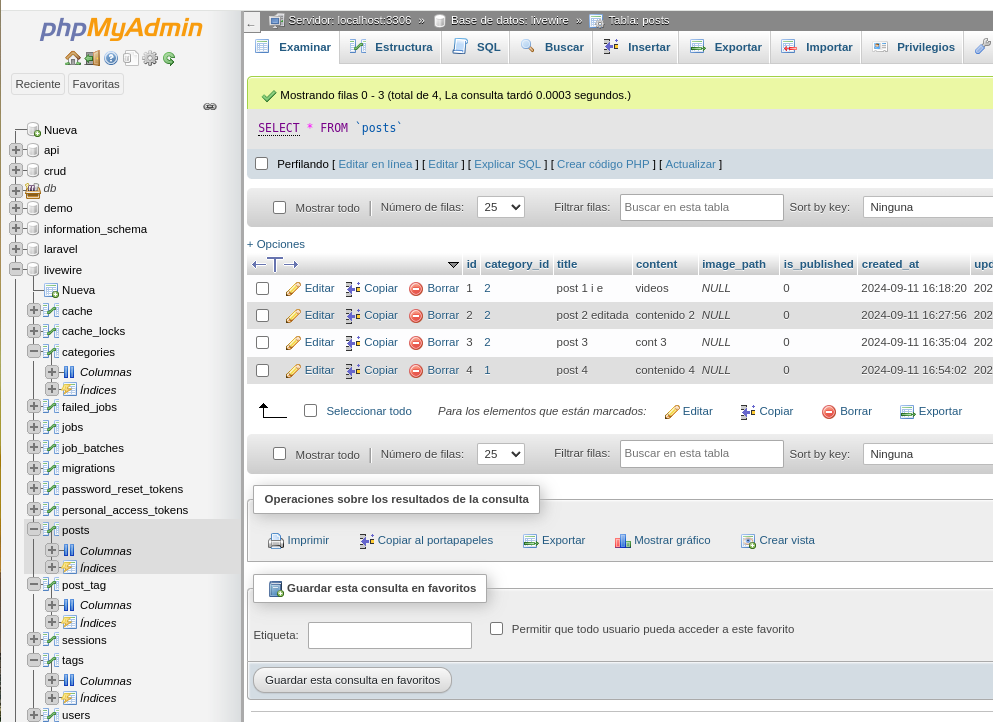 phpMyAdmin
Reciente Favoritas
Nueva
api
crud
db
demo
information_schema
laravel
livewire
Nueva
cache
cache_locks
categories
Columnas
Índices
failed_jobs
jobs
job_batches
migrations
password_reset_tokens
personal_access_tokens
posts
Columnas
Índices
post_tag
Columnas
Índices
sessions
tags
Columnas
Índices
users
Servidor: localhost:3306 » Base de datos: livewire » Tabla: posts
Examinar Estructura SQL Buscar Insertar Exportar Importar Privilegios
Mostrando filas 0 - 3 (total de 4, La consulta tardó 0.0003 segundos.)
SELECT * FROM `posts`
Perfilando [ Editar en línea ] [ Editar ] [ Explicar SQL ] [ Crear código PHP ] [ Actualizar ]
Mostrar todo | Número de filas: 25 Filtrar filas: Buscar en esta tabla Sort by key: Ninguna
+ Opciones
←T→ id category_id title content image_path is_published created_at upd
Editar Copiar Borrar 1 2 post 1 i e videos NULL 0 2024-09-11 16:18:20 202
Editar Copiar Borrar 2 2 post 2 editada contenido 2 NULL 0 2024-09-11 16:27:56 202
Editar Copiar Borrar 3 2 post 3 cont 3 NULL 0 2024-09-11 16:35:04 202
Editar Copiar Borrar 4 1 post 4 contenido 4 NULL 0 2024-09-11 16:54:02 202
Seleccionar todo Para los elementos que están marcados: Editar Copiar Borrar Exportar
Mostrar todo | Número de filas: 25 Filtrar filas: Buscar en esta tabla Sort by key: Ninguna
Operaciones sobre los resultados de la consulta
Imprimir Copiar al portapapeles Exportar Mostrar gráfico Crear vista
Guardar esta consulta en favoritos
Etiqueta: Permitir que todo usuario pueda acceder a este favorito
Guardar esta consulta en favoritos